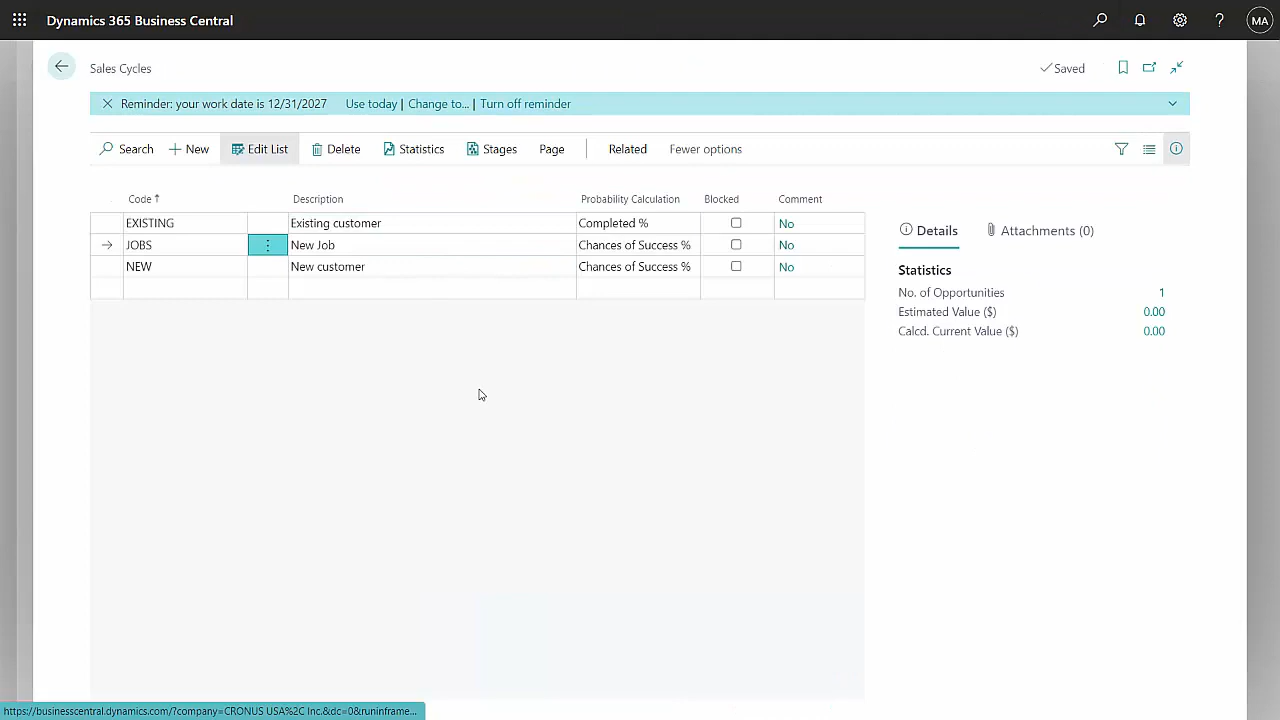 Dynamics 365 Business Central
MA
Sales Cycles
Saved
Reminder: your work date is 12/31/2027 Use today | Change to... | Turn off reminder
Search New Edit List Delete Statistics Stages Page Related Fewer options
Code Description Probability Calculation Blocked Comment
EXISTING Existing customer Completed % No
JOBS New Job Chances of Success % No
NEW New customer Chances of Success % No
Details Attachments (0)
Statistics
No. of Opportunities 1
Estimated Value ($) 0.00
Calcd. Current Value ($) 0.00
https://businesscentral.dynamics.com/?company=CRONUS USA%2C Inc.&dc=0&runinframe...